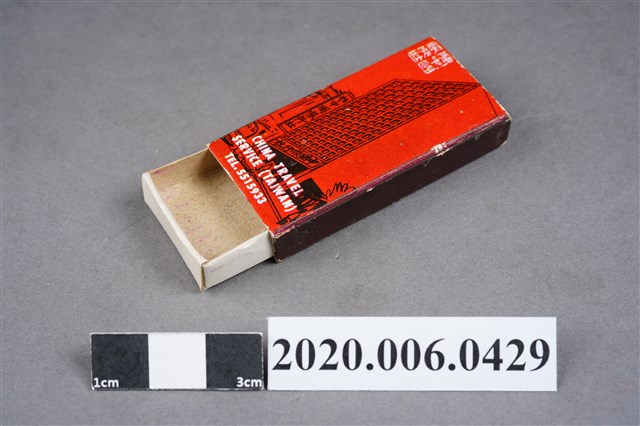 CHINA TRAVEL
SERVICE (TAIWAN)
TEL.5515933
1cm
3cm
2020.006.0429